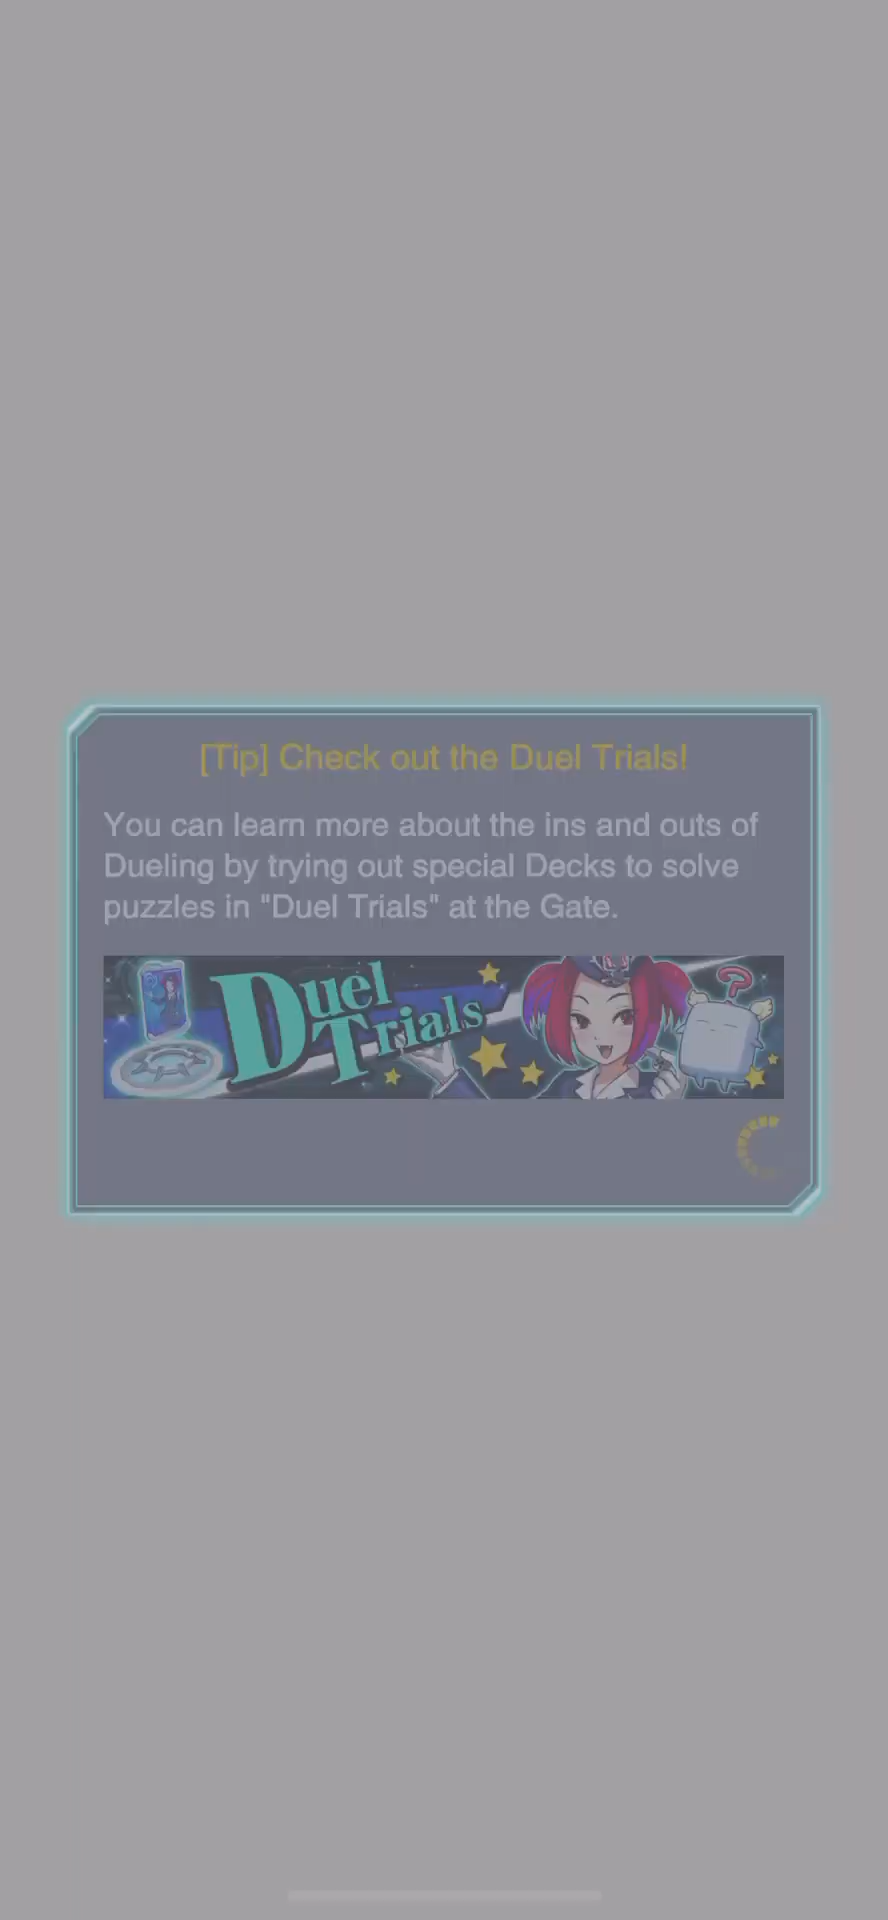 [Tip] Check out the Duel Trials!
You can learn more about the ins and outs of
Dueling by trying out special Decks to solve
puzzles in "Duel Trials" at the Gate.
Duel
Trials
?